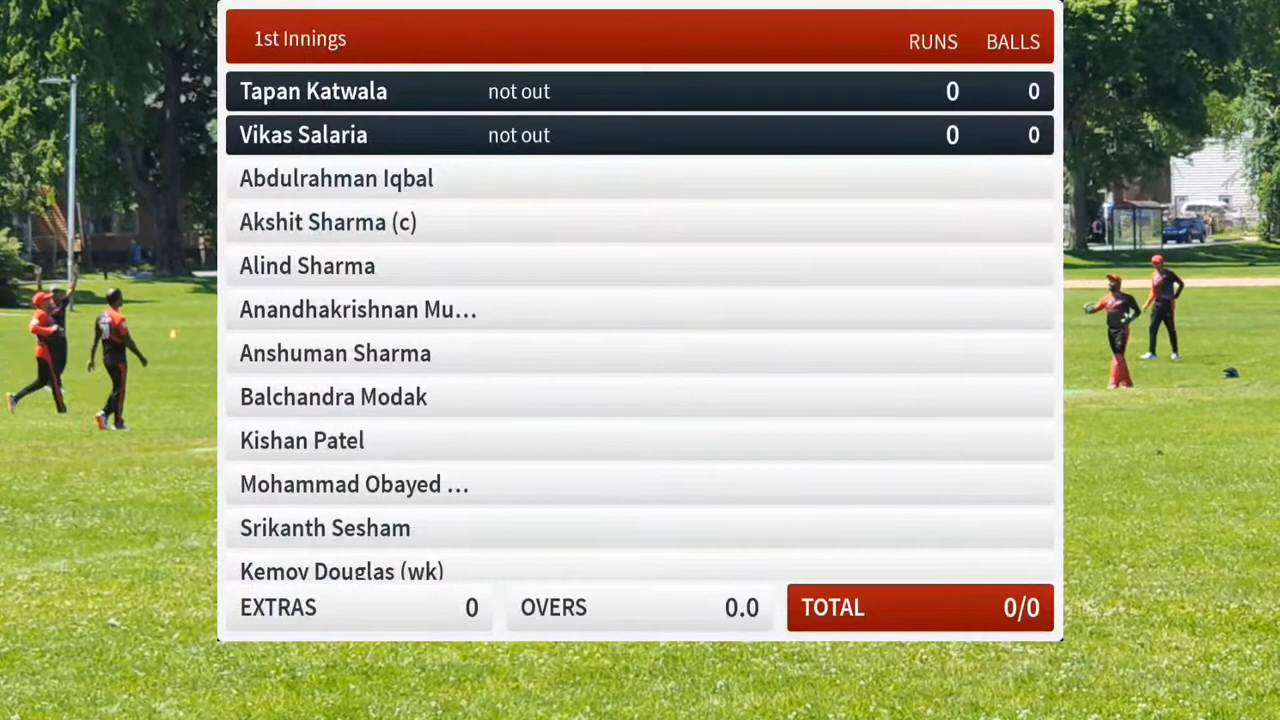 1st Innings RUNS BALLS
Tapan Katwala not out 0 0
Vikas Salaria not out 0 0
Abdulrahman Iqbal
Akshit Sharma (c)
Alind Sharma
Anandhakrishnan Mu...
Anshuman Sharma
Balchandra Modak
Kishan Patel
Mohammad Obayed ...
Srikanth Sesham
Kemoy Douglas (wk)
EXTRAS 0 OVERS 0.0 TOTAL 0/0